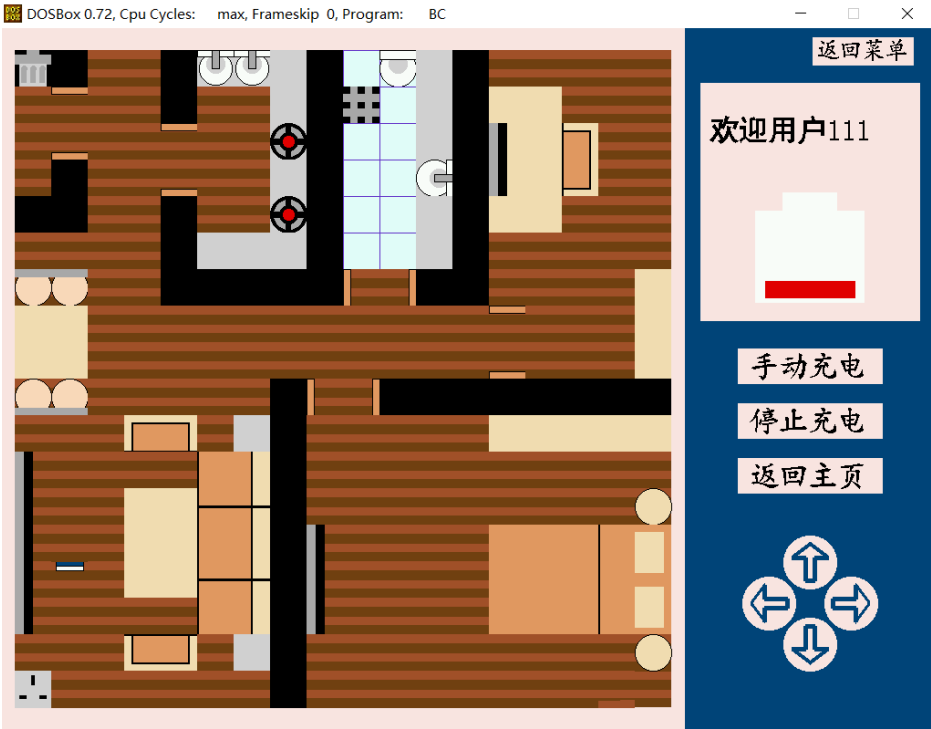 DOSBox 0.72, Cpu Cycles: max, Frameskip 0, Program: BC
返回菜单
欢迎用户111
手动充电
停止充电
返回主页